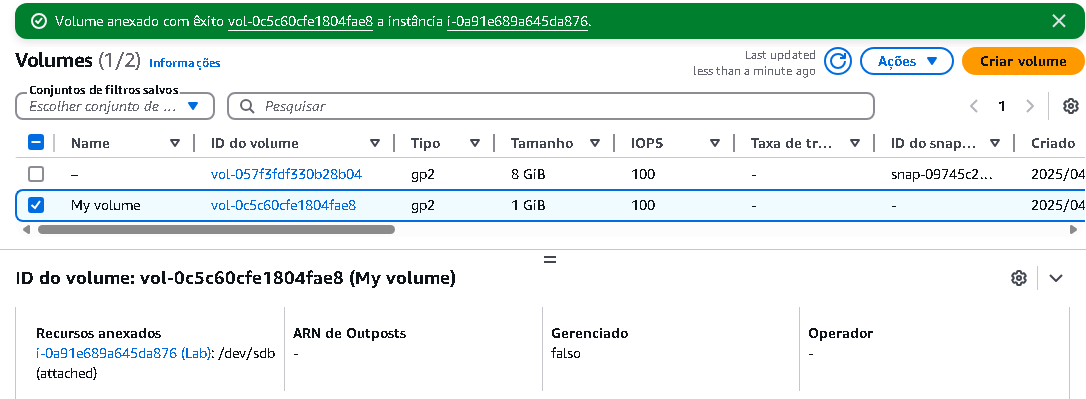 Volume anexado com êxito vol-0c5c60cfe1804fae8 a instância i-0a91e689a645da876.
Volumes (1/2) Informações
Last updated
less than a minute ago
Ações
Criar volume
Conjuntos de filtros salvos
Escolher conjunto de ...
Pesquisar
1
Name ID do volume Tipo Tamanho IOPS Taxa de tr... ID do snap... Criado
– vol-057f3fdf330b28b04 gp2 8 GiB 100 - snap-09745c2... 2025/04
My volume vol-0c5c60cfe1804fae8 gp2 1 GiB 100 - - 2025/04
ID do volume: vol-0c5c60cfe1804fae8 (My volume)
Recursos anexados ARN de Outposts Gerenciado Operador
i-0a91e689a645da876 (Lab): /dev/sdb - falso -
(attached)